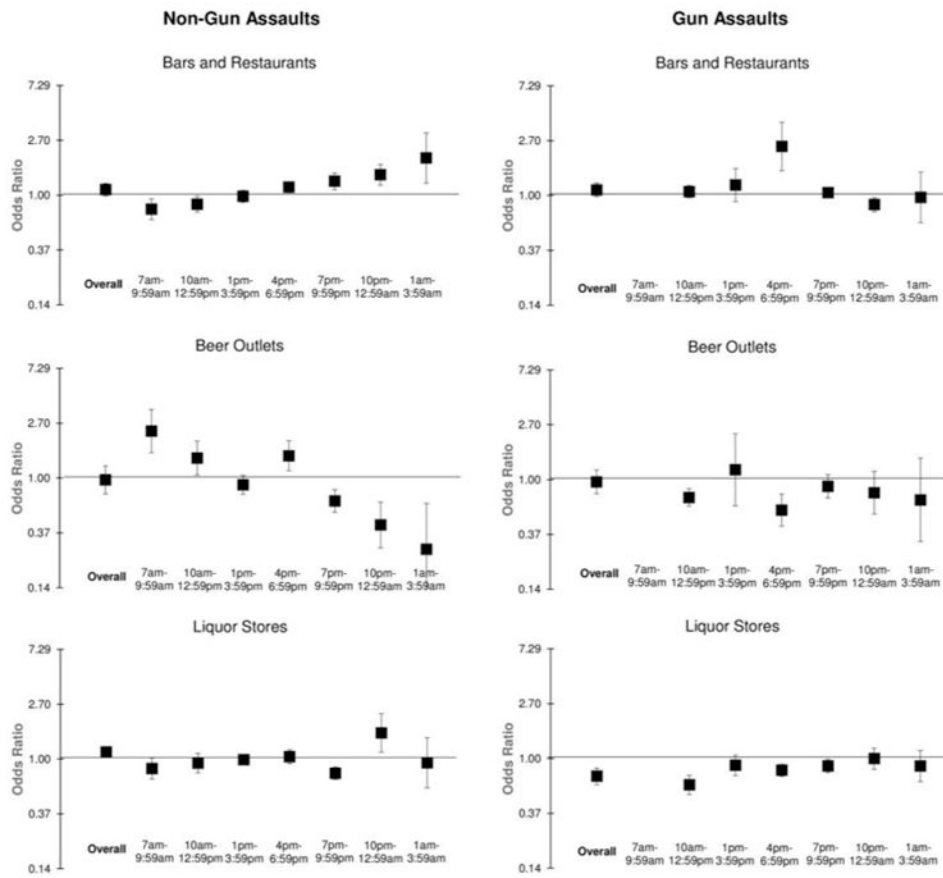 Non-Gun Assaults
Bars and Restaurants
7.29
2.70
1.00
0.37
0.14
Odds Ratio
Overall 7am- 10am- 1pm- 4pm- 7pm- 10pm- 1am-
9:59am 12:59pm 3:59pm 6:59pm 9:59pm 12:59am 3:59am
Gun Assaults
Bars and Restaurants
7.29
2.70
1.00
0.37
0.14
Odds Ratio
Overall 7am- 10am- 1pm- 4pm- 7pm- 10pm- 1am-
9:59am 12:59pm 3:59pm 6:59pm 9:59pm 12:59am 3:59am
Beer Outlets
7.29
2.70
1.00
0.37
0.14
Odds Ratio
Overall 7am- 10am- 1pm- 4pm- 7pm- 10pm- 1am-
9:59am 12:59pm 3:59pm 6:59pm 9:59pm 12:59am 3:59am
Beer Outlets
7.29
2.70
1.00
0.37
0.14
Odds Ratio
Overall 7am- 10am- 1pm- 4pm- 7pm- 10pm- 1am-
9:59am 12:59pm 3:59pm 6:59pm 9:59pm 12:59am 3:59am
Liquor Stores
7.29
2.70
1.00
0.37
0.14
Odds Ratio
Overall 7am- 10am- 1pm- 4pm- 7pm- 10pm- 1am-
9:59am 12:59pm 3:59pm 6:59pm 9:59pm 12:59am 3:59am
Liquor Stores
7.29
2.70
1.00
0.37
0.14
Odds Ratio
Overall 7am- 10am- 1pm- 4pm- 7pm- 10pm- 1am-
9:59am 12:59pm 3:59pm 6:59pm 9:59pm 12:59am 3:59am